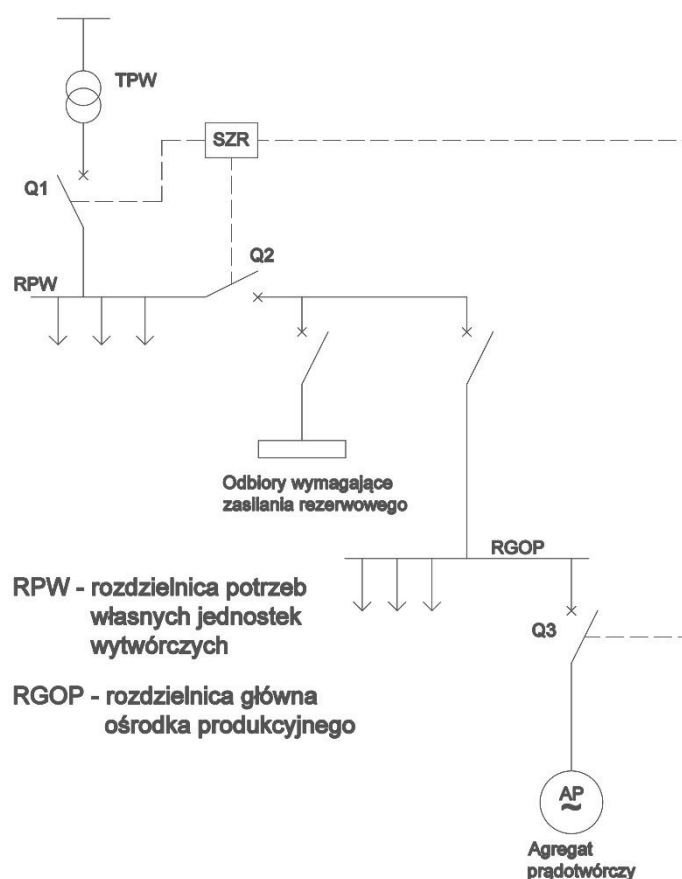 TPW
SZR
Q1
Q2
RPW
Odbiory wymagające
zasilania rezerwowego
RGOP
RPW - rozdzielnica potrzeb
własnych jednostek
wytwórczych
Q3
RGOP - rozdzielnica główna
ośrodka produkcyjnego
AP
~
Agregat
prądotwórczy